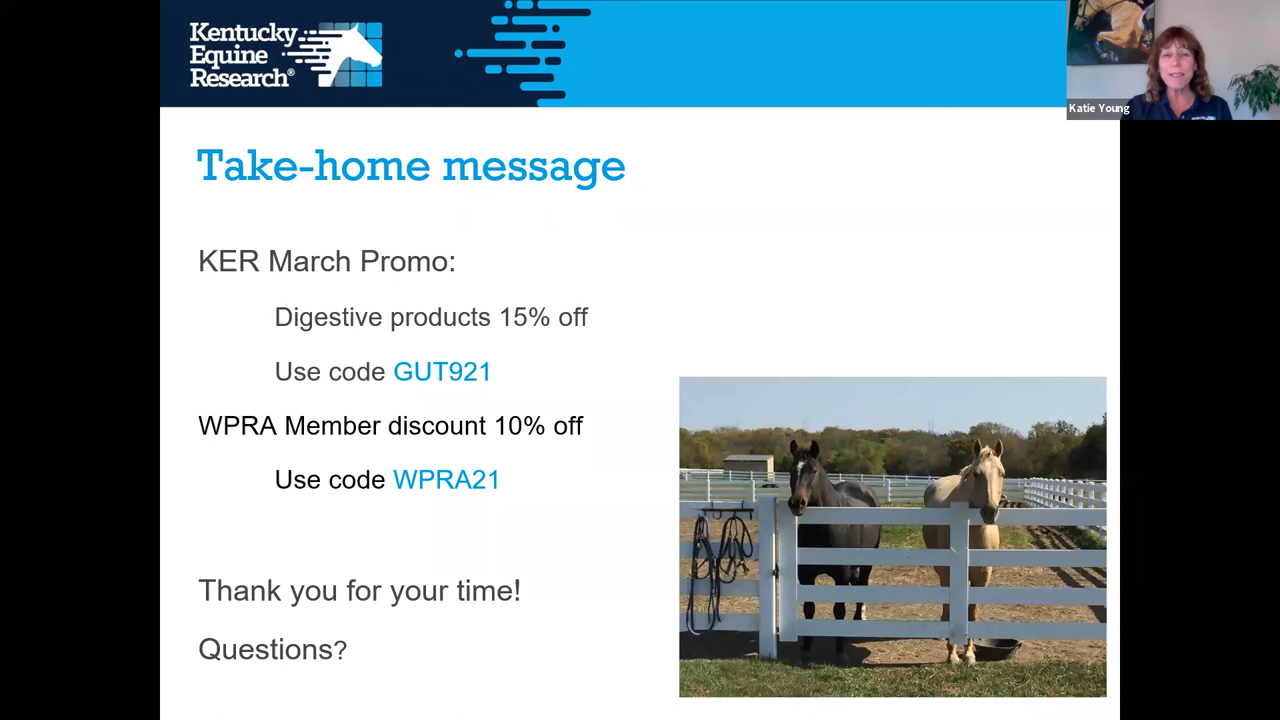 Kentucky
Equine
Research®
Katie Young
Take-home message
KER March Promo:
Digestive products 15% off
Use code GUT921
WPRA Member discount 10% off
Use code WPRA21
Thank you for your time!
Questions?